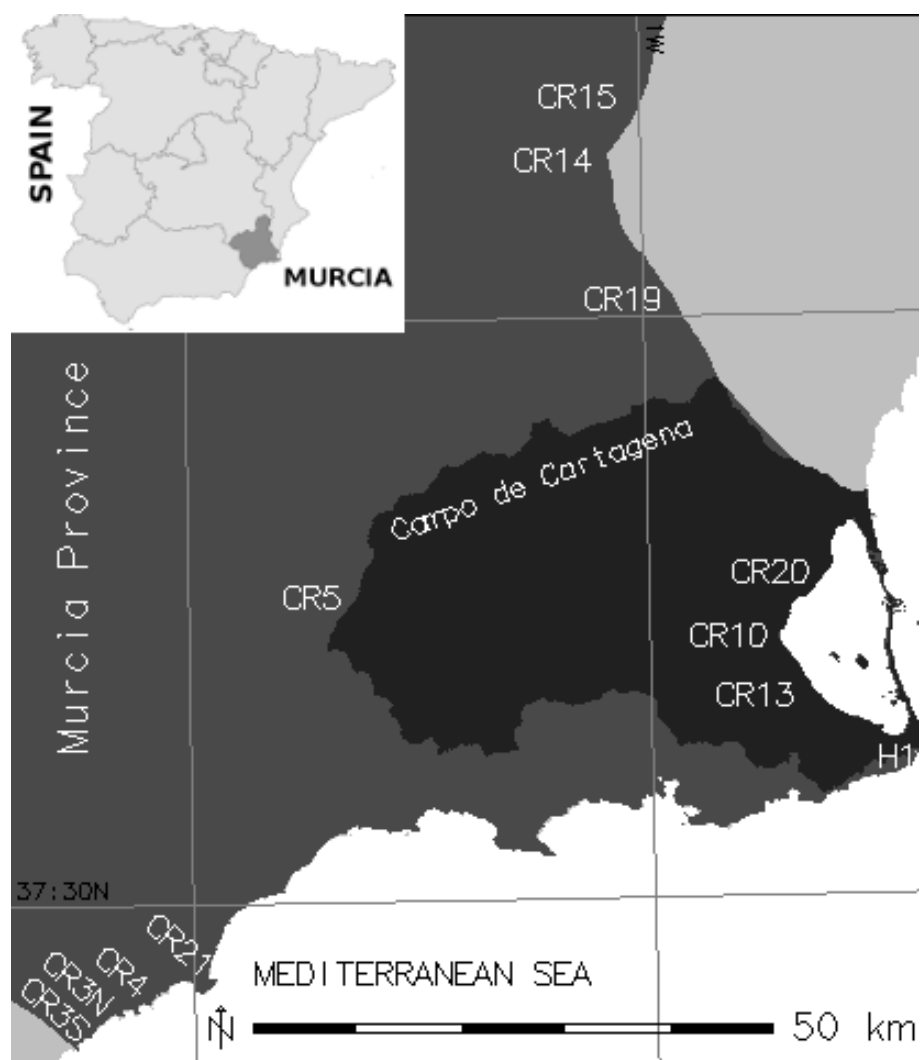 SPAIN
MURCIA
1W
CR15
CR14
CR19
Murcia Province
Campo de Cartagena
CR5
CR20
CR10
CR13
H1
37:30N
CR21
CR4
CR3N
CR3S
MEDITERRANEAN SEA
N
50 km